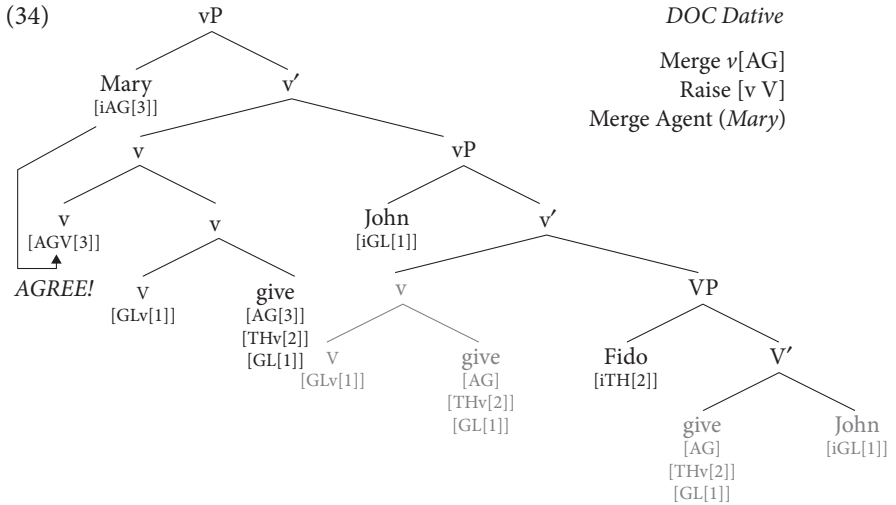 (34) vP DOC Dative
Merge v[AG]
Mary v′ Raise [v V]
[iAG[3]] Merge Agent (Mary)
v vP
v v John v′
[AGV[3]] [iGL[1]]
AGREE! V give v VP
[GLv[1]] [AG[3]]
[THv[2]]
[GL[1]]
V give Fido V′
[GLv[1]] [AG] [iTH[2]]
[THv[2]]
[GL[1]]
give John
[AG] [iGL[1]]
[THv[2]]
[GL[1]]